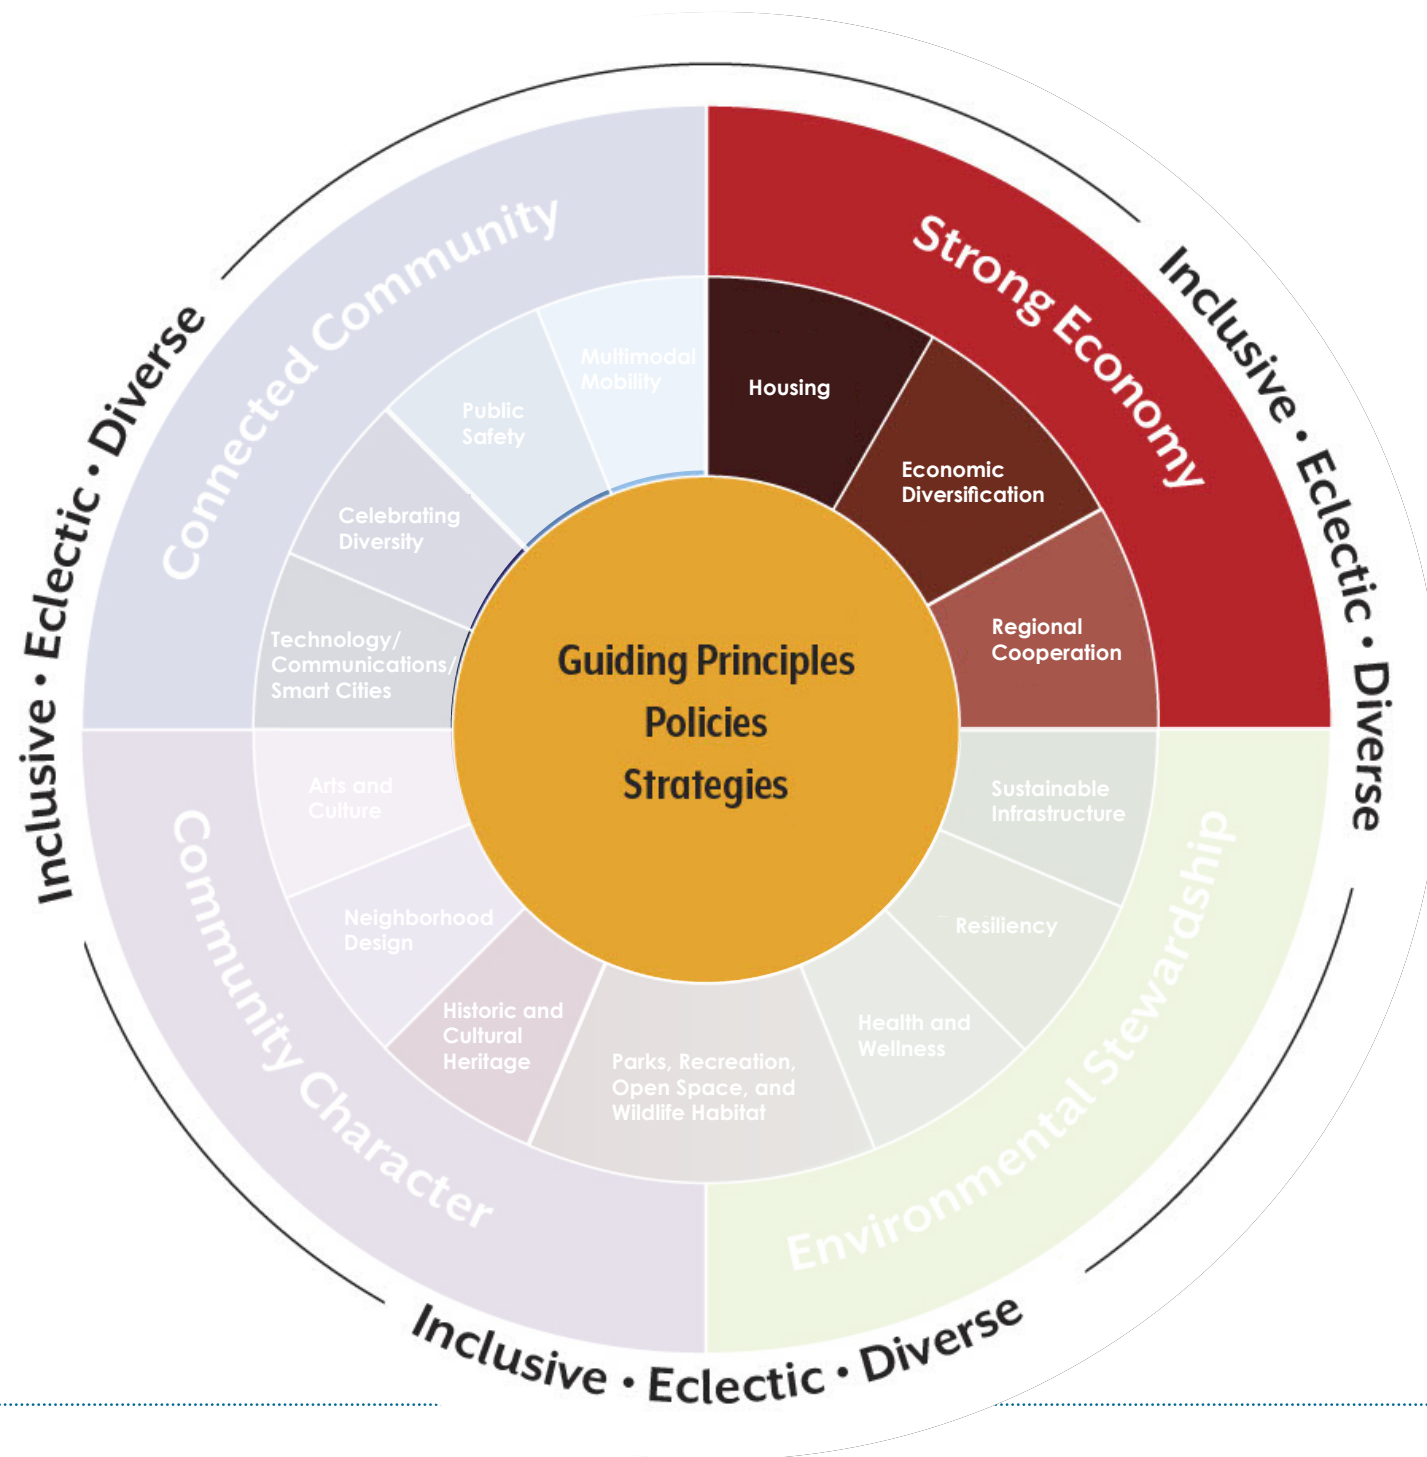 Inclusive • Eclectic • Diverse
Inclusive • Eclectic • Diverse
Inclusive • Eclectic • Diverse
Connected Community
Strong Economy
Multimodal
Mobility
Public
Safety
Celebrating
Diversity
Technology/
Communications/
Smart Cities
Housing
Economic
Diversification
Regional
Cooperation
Guiding Principles
Policies
Strategies
Community Character
Environmental Stewardship
Arts and
Culture
Neighborhood
Design
Historic and
Cultural
Heritage
Parks, Recreation,
Open Space, and
Wildlife Habitat
Health and
Wellness
Resiliency
Sustainable
Infrastructure